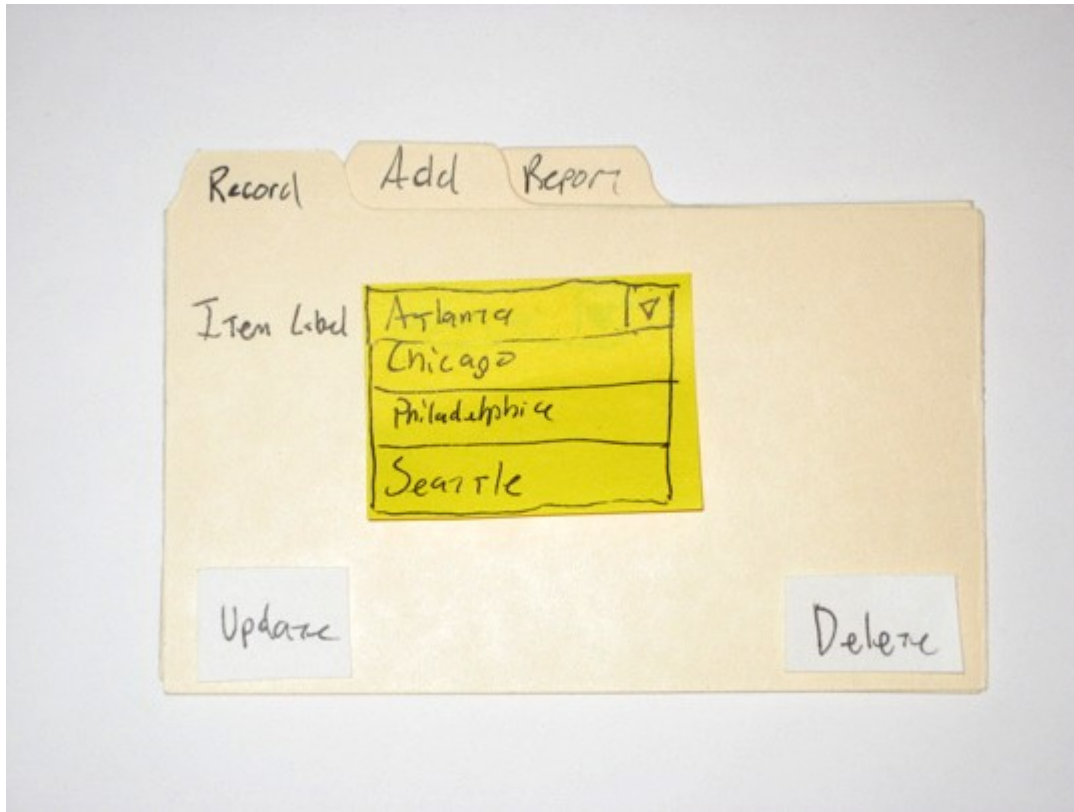 Record
Add
Report
Item Label
Atlanta
Chicago
Philadelphia
Seattle
Update
Delete